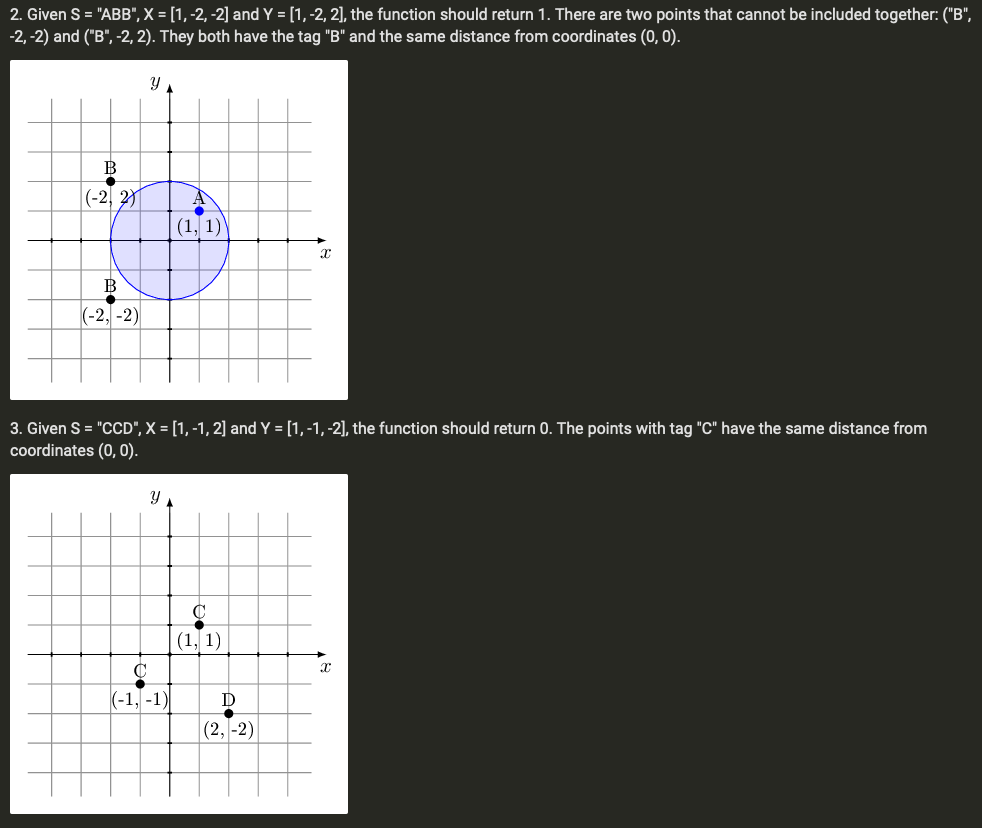 2. Given S = "ABB", X = [1, -2, -2] and Y = [1, -2, 2], the function should return 1. There are two points that cannot be included together: ("B",
-2, -2) and ("B", -2, 2). They both have the tag "B" and the same distance from coordinates (0, 0).
y
B
(-2, 2)
A
(1, 1)
x
B
(-2, -2)
3. Given S = "CCD", X = [1, -1, 2] and Y = [1, -1, -2], the function should return 0. The points with tag "C" have the same distance from
coordinates (0, 0).
y
C
(1, 1)
x
C
(-1, -1)
D
(2, -2)